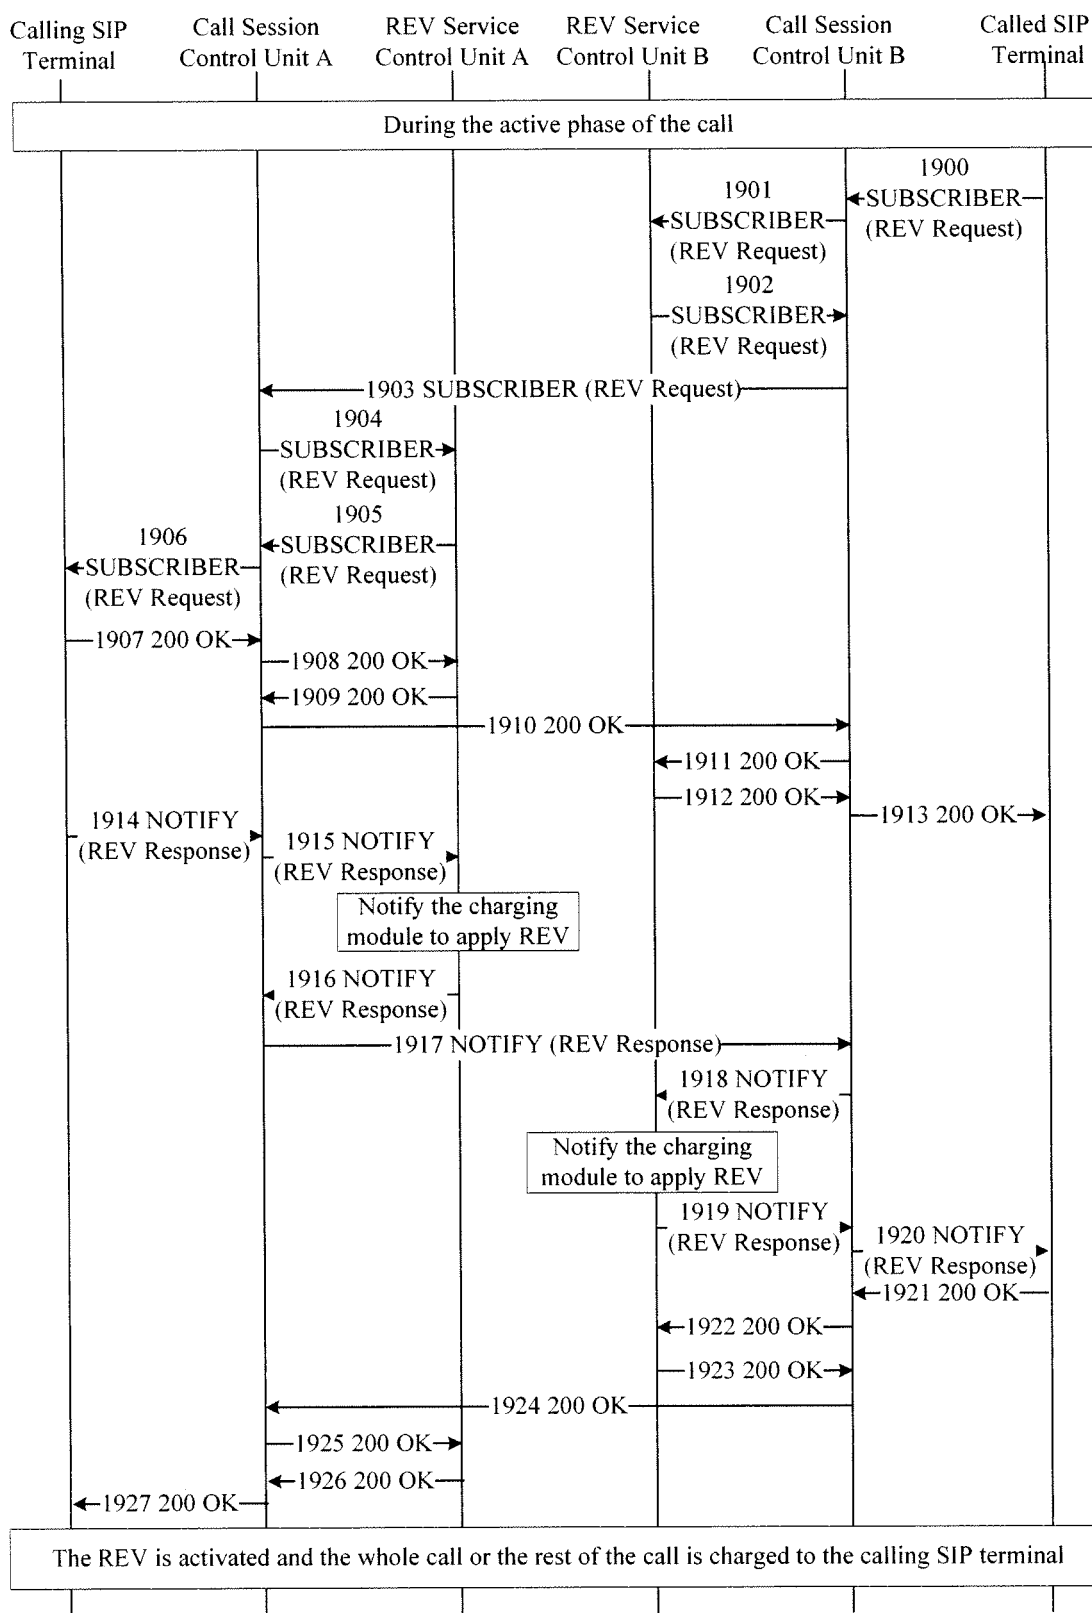 Calling SIP
Terminal
Call Session
Control Unit A
REV Service
Control Unit A
REV Service
Control Unit B
Call Session
Control Unit B
Called SIP
Terminal
During the active phase of the call
1900
SUBSCRIBER
(REV Request)
1901
SUBSCRIBER
(REV Request)
1902
SUBSCRIBER
(REV Request)
1903 SUBSCRIBER (REV Request)
1904
SUBSCRIBER
(REV Request)
1905
SUBSCRIBER
(REV Request)
1906
SUBSCRIBER
(REV Request)
1907 200 OK
1908 200 OK
1909 200 OK
1910 200 OK
1911 200 OK
1912 200 OK
1913 200 OK
1914 NOTIFY
(REV Response)
1915 NOTIFY
(REV Response)
Notify the charging
module to apply REV
1916 NOTIFY
(REV Response)
1917 NOTIFY (REV Response)
1918 NOTIFY
(REV Response)
Notify the charging
module to apply REV
1919 NOTIFY
(REV Response)
1920 NOTIFY
(REV Response)
1921 200 OK
1922 200 OK
1923 200 OK
1924 200 OK
1925 200 OK
1926 200 OK
1927 200 OK
The REV is activated and the whole call or the rest of the call is charged to the calling SIP terminal